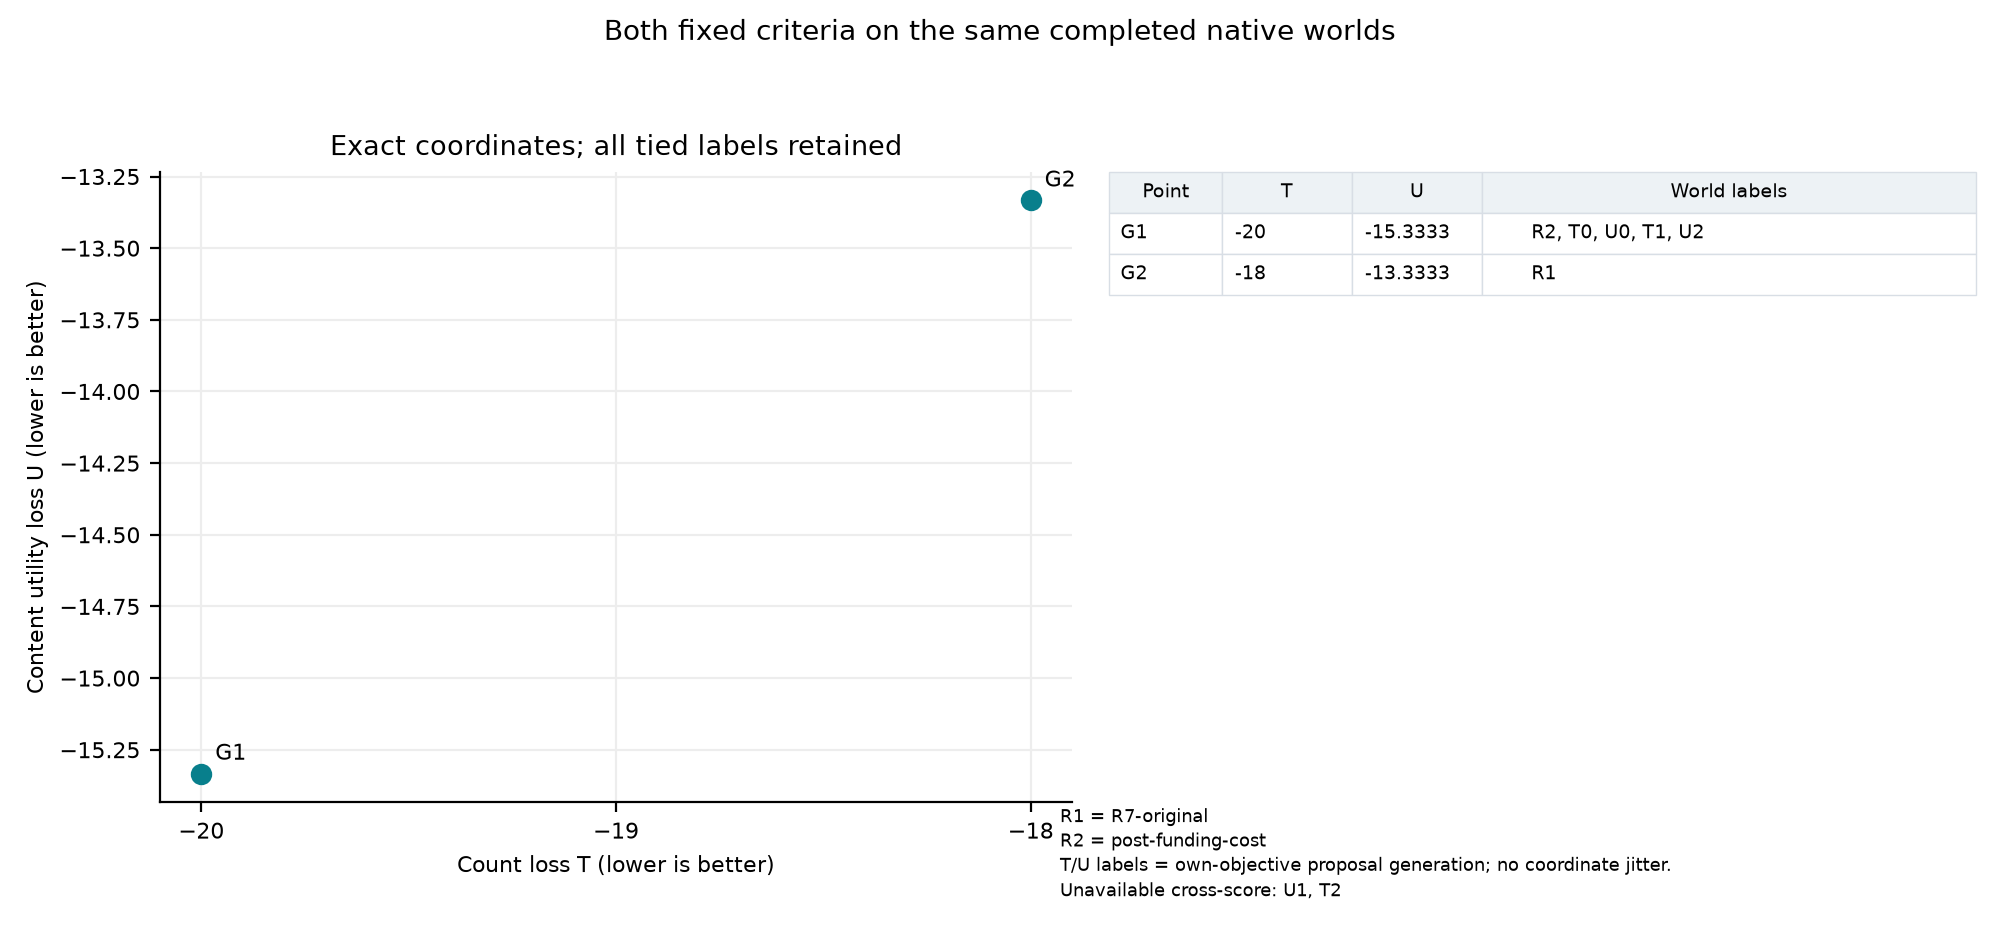 Both fixed criteria on the same completed native worlds
Exact coordinates; all tied labels retained
Content utility loss U (lower is better)
−13.25
−13.50
−13.75
−14.00
−14.25
−14.50
−14.75
−15.00
−15.25
G2
G1
−20
−19
−18
Count loss T (lower is better)
Point T U World labels
G1 -20 -15.3333 R2, T0, U0, T1, U2
G2 -18 -13.3333 R1
R1 = R7-original
R2 = post-funding-cost
T/U labels = own-objective proposal generation; no coordinate jitter.
Unavailable cross-score: U1, T2